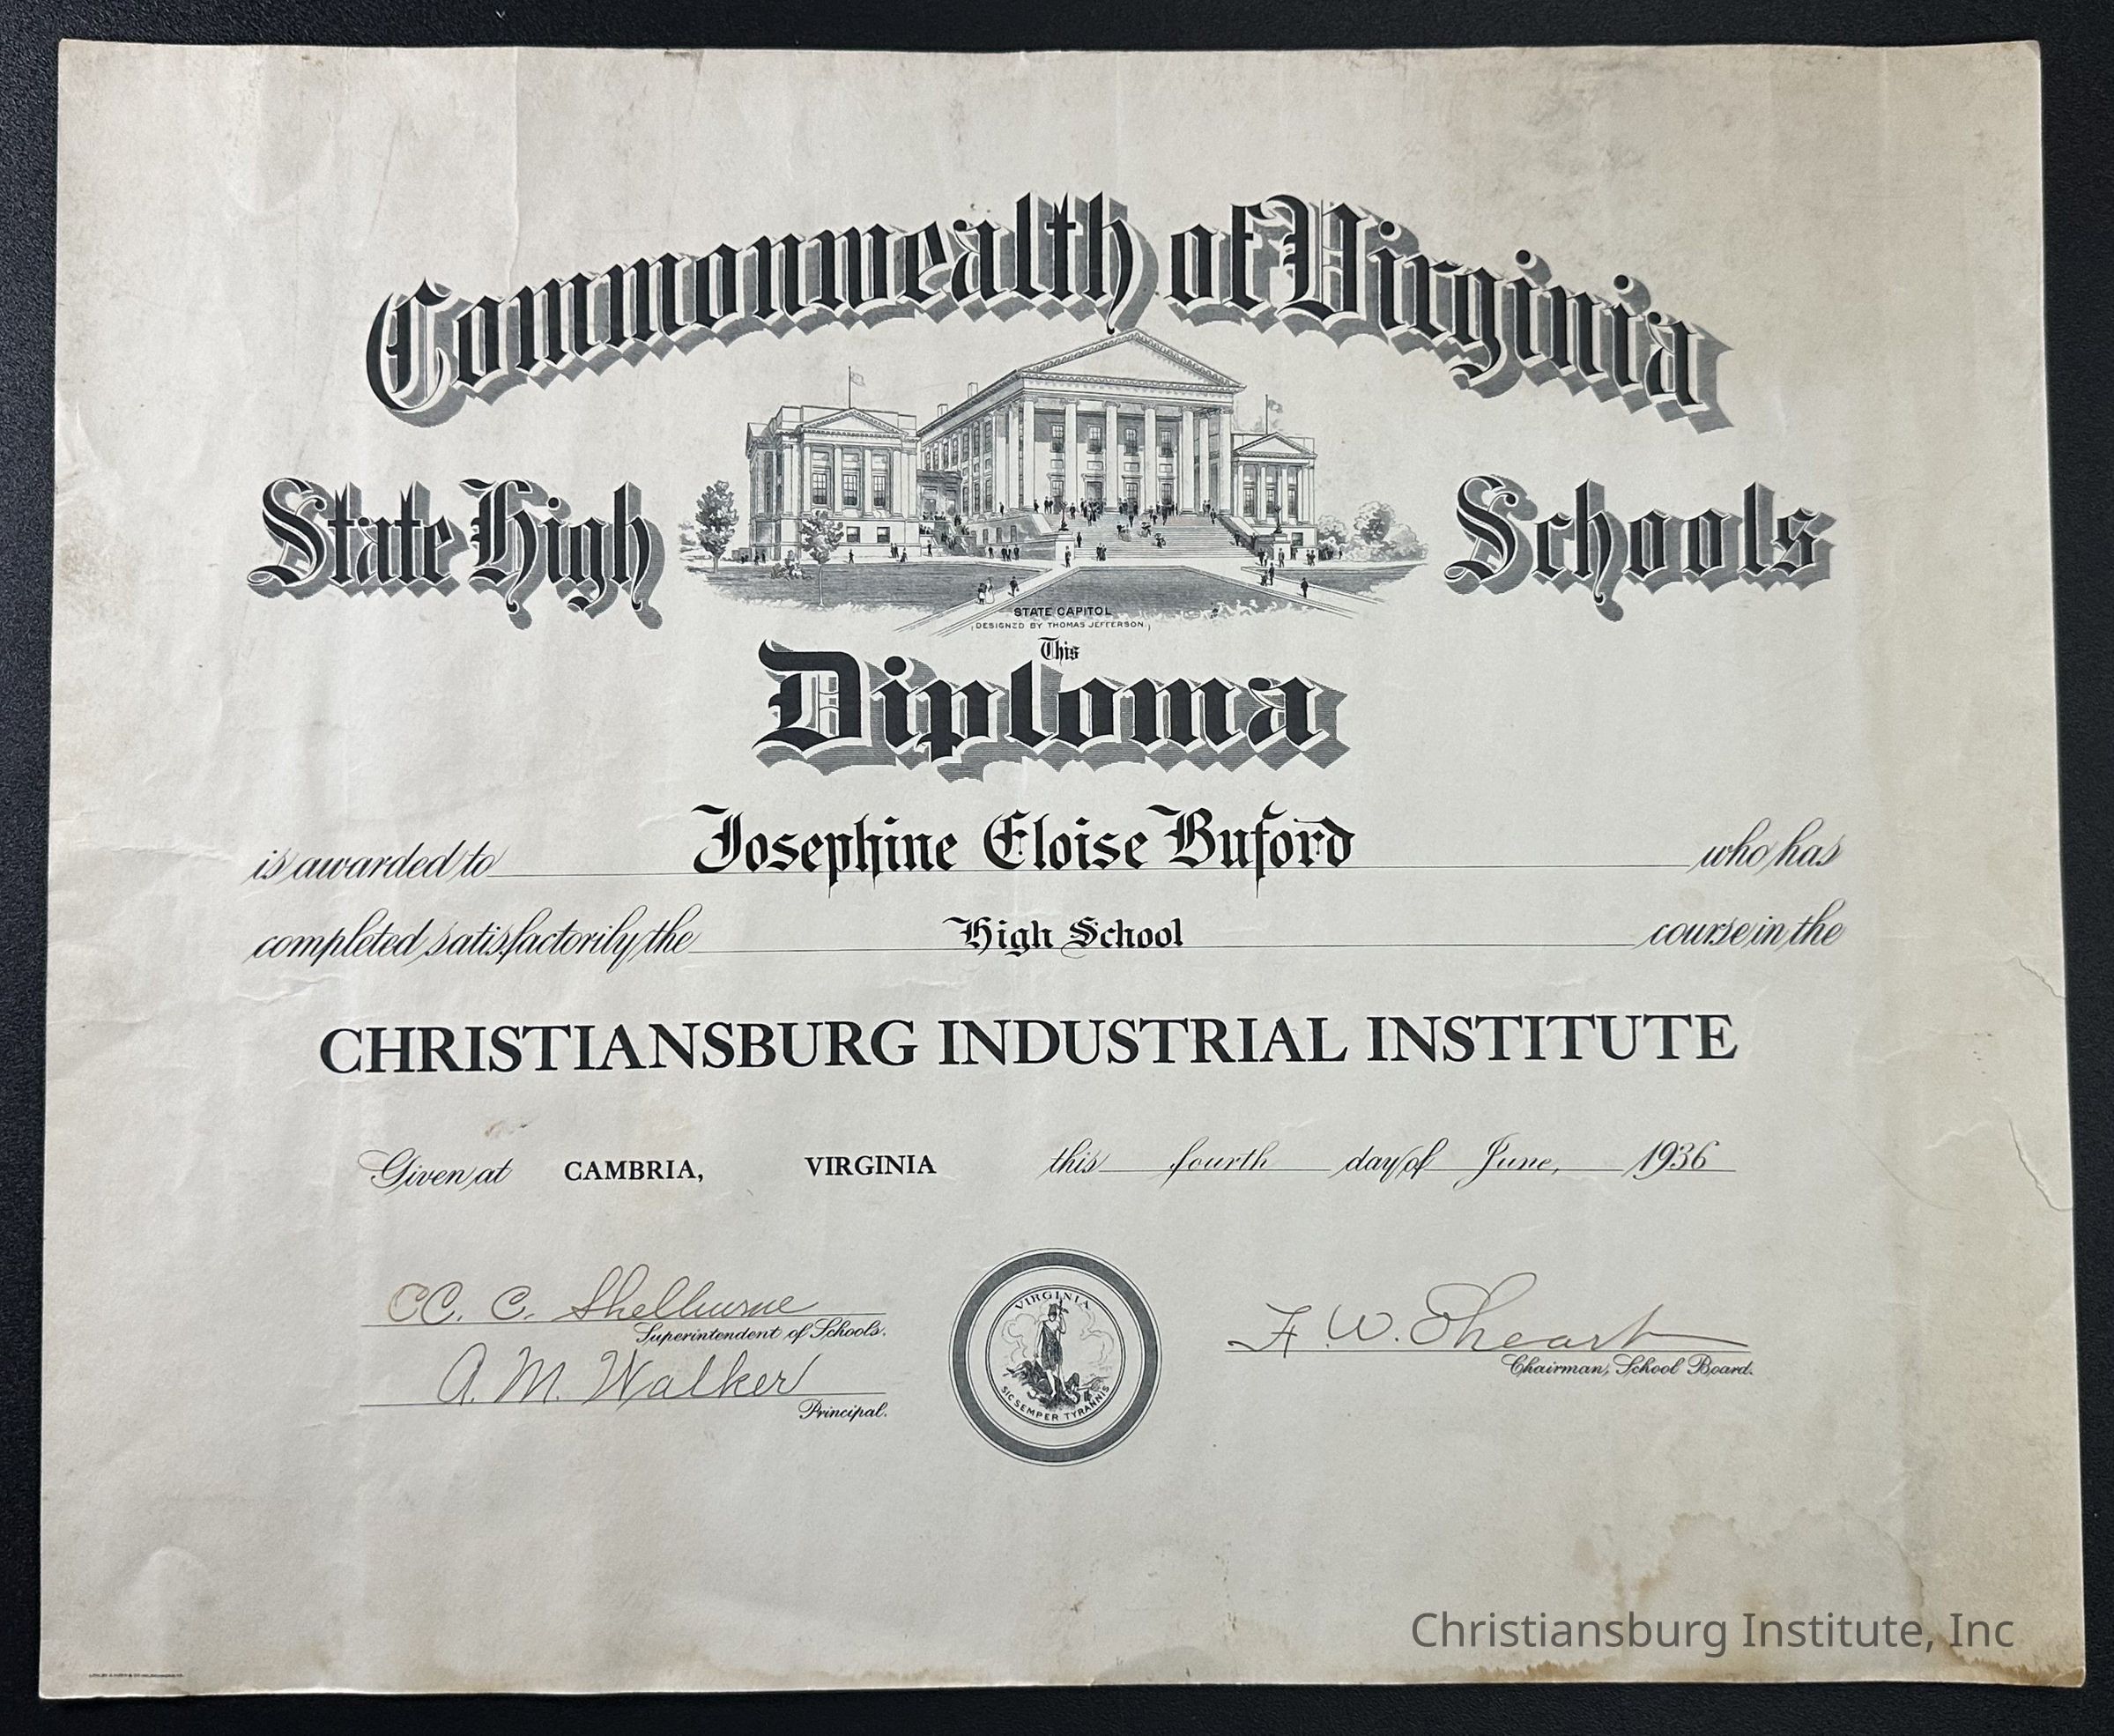 Commonwealth of Virginia
State High Schools
STATE CAPITOL
(DESIGNED BY THOMAS JEFFERSON.)
This
Diploma
is awarded to Josephine Eloise Buford who has
completed satisfactorily the High School course in the
CHRISTIANSBURG INDUSTRIAL INSTITUTE
Given at CAMBRIA, VIRGINIA this fourth day of June, 1936
C. Shelburne
Superintendent of Schools.
A. M. Walker
Principal.
VIRGINIA
SIC SEMPER TYRANNIS
F. W.
Chairman, School Board.
Christiansburg Institute, Inc